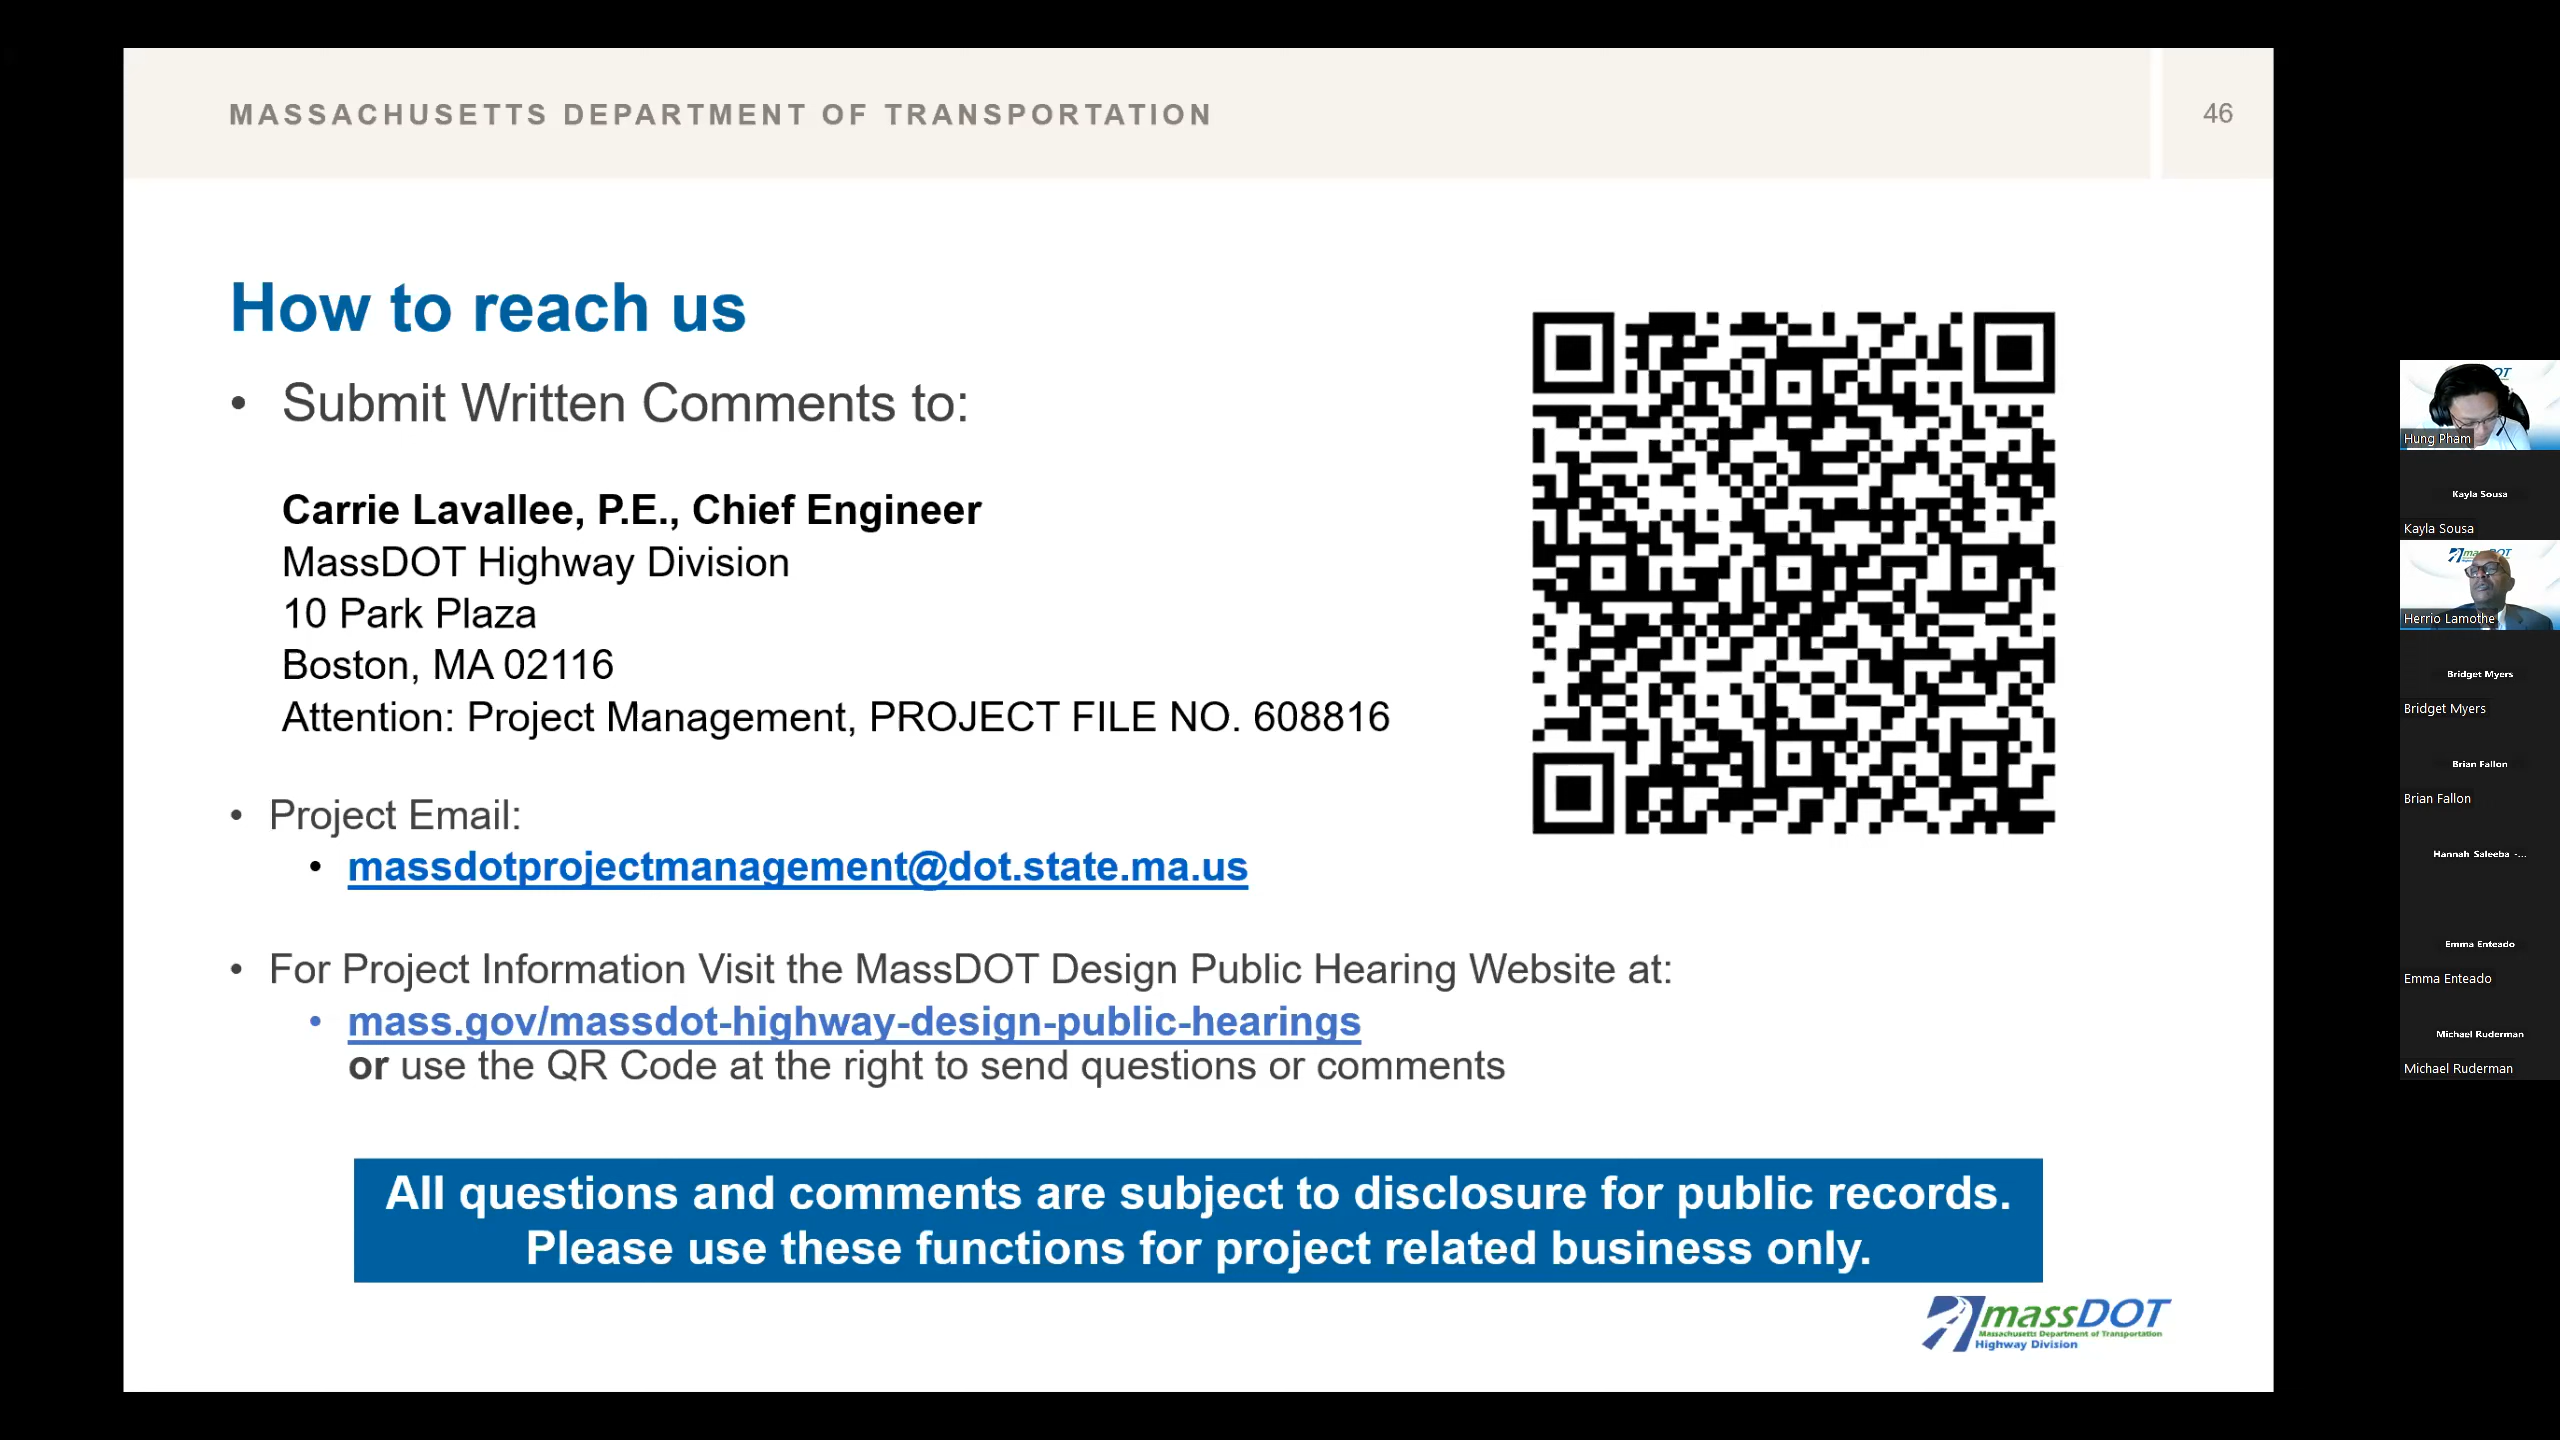 MASSACHUSETTS DEPARTMENT OF TRANSPORTATION
46
How to reach us
• Submit Written Comments to:
Carrie Lavallee, P.E., Chief Engineer
MassDOT Highway Division
10 Park Plaza
Boston, MA 02116
Attention: Project Management, PROJECT FILE NO. 608816
• Project Email:
• massdotprojectmanagement@dot.state.ma.us
• For Project Information Visit the MassDOT Design Public Hearing Website at:
• mass.gov/massdot-highway-design-public-hearings
or use the QR Code at the right to send questions or comments
All questions and comments are subject to disclosure for public records.
Please use these functions for project related business only.
massDOT
Massachusetts Department of Transportation
Highway Division
Hung Pham
Kayla Sousa
Kayla Sousa
Herrio Lamothe
Bridget Myers
Bridget Myers
Brian Fallon
Brian Fallon
Hannah Saleeba -...
Emma Enteado
Emma Enteado
Michael Ruderman
Michael Ruderman